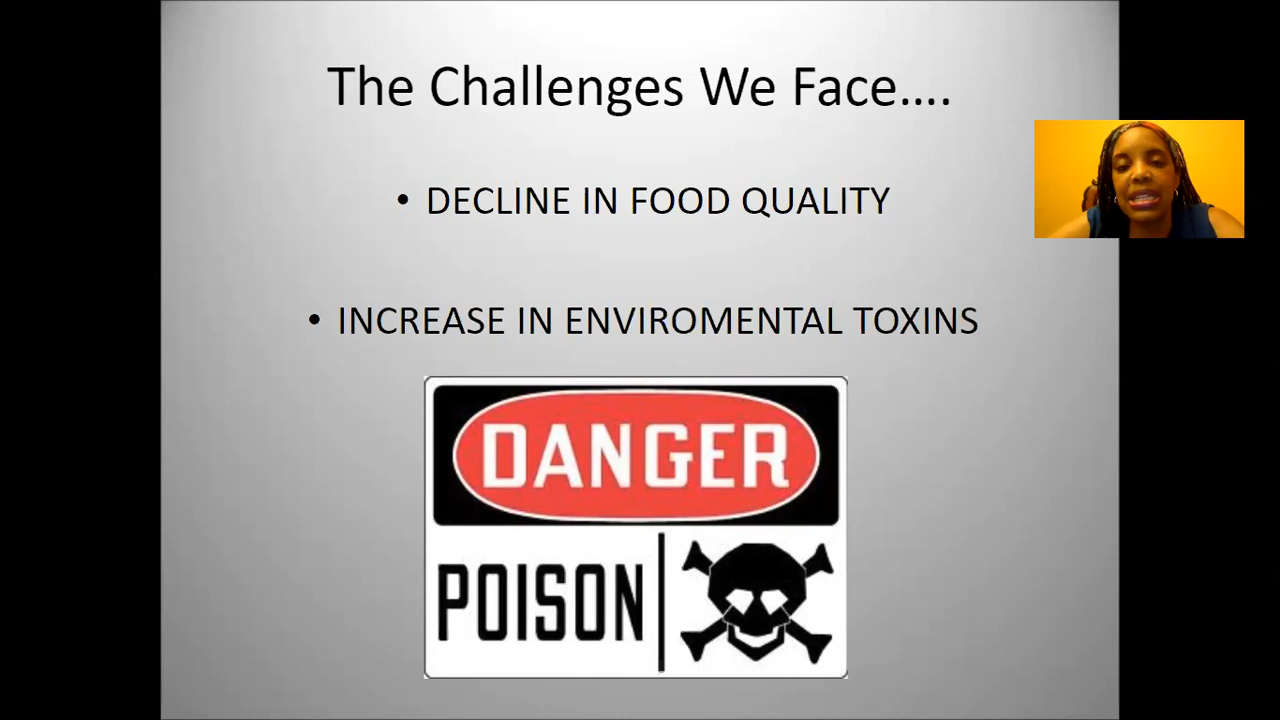 The Challenges We Face....
• DECLINE IN FOOD QUALITY
• INCREASE IN ENVIROMENTAL TOXINS
DANGER
POISON